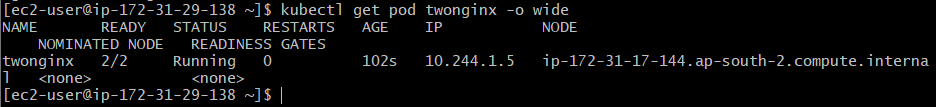 [ec2-user@ip-172-31-29-138 ~]$ kubectl get pod twonginx -o wide
NAME       READY   STATUS    RESTARTS   AGE    IP           NODE
     NOMINATED NODE   READINESS GATES
twonginx   2/2     Running   0          102s   10.244.1.5   ip-172-31-17-144.ap-south-2.compute.interna
l    <none>           <none>
[ec2-user@ip-172-31-29-138 ~]$